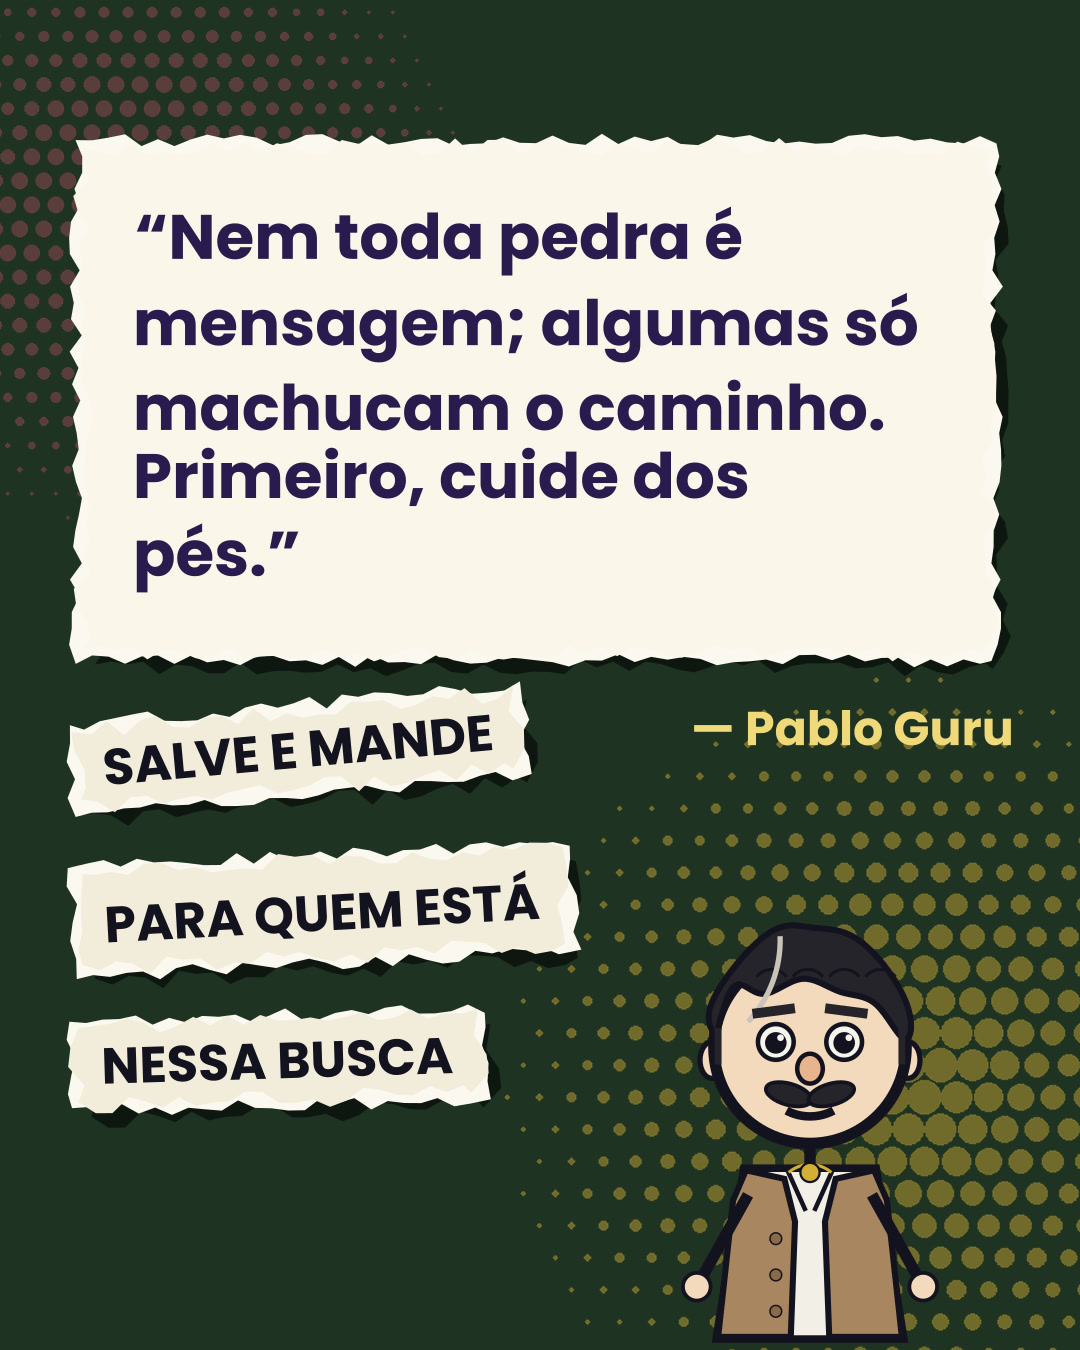 “Nem toda pedra é
mensagem; algumas só
machucam o caminho.
Primeiro, cuide dos
pés.”
— Pablo Guru
SALVE E MANDE
PARA QUEM ESTÁ
NESSA BUSCA